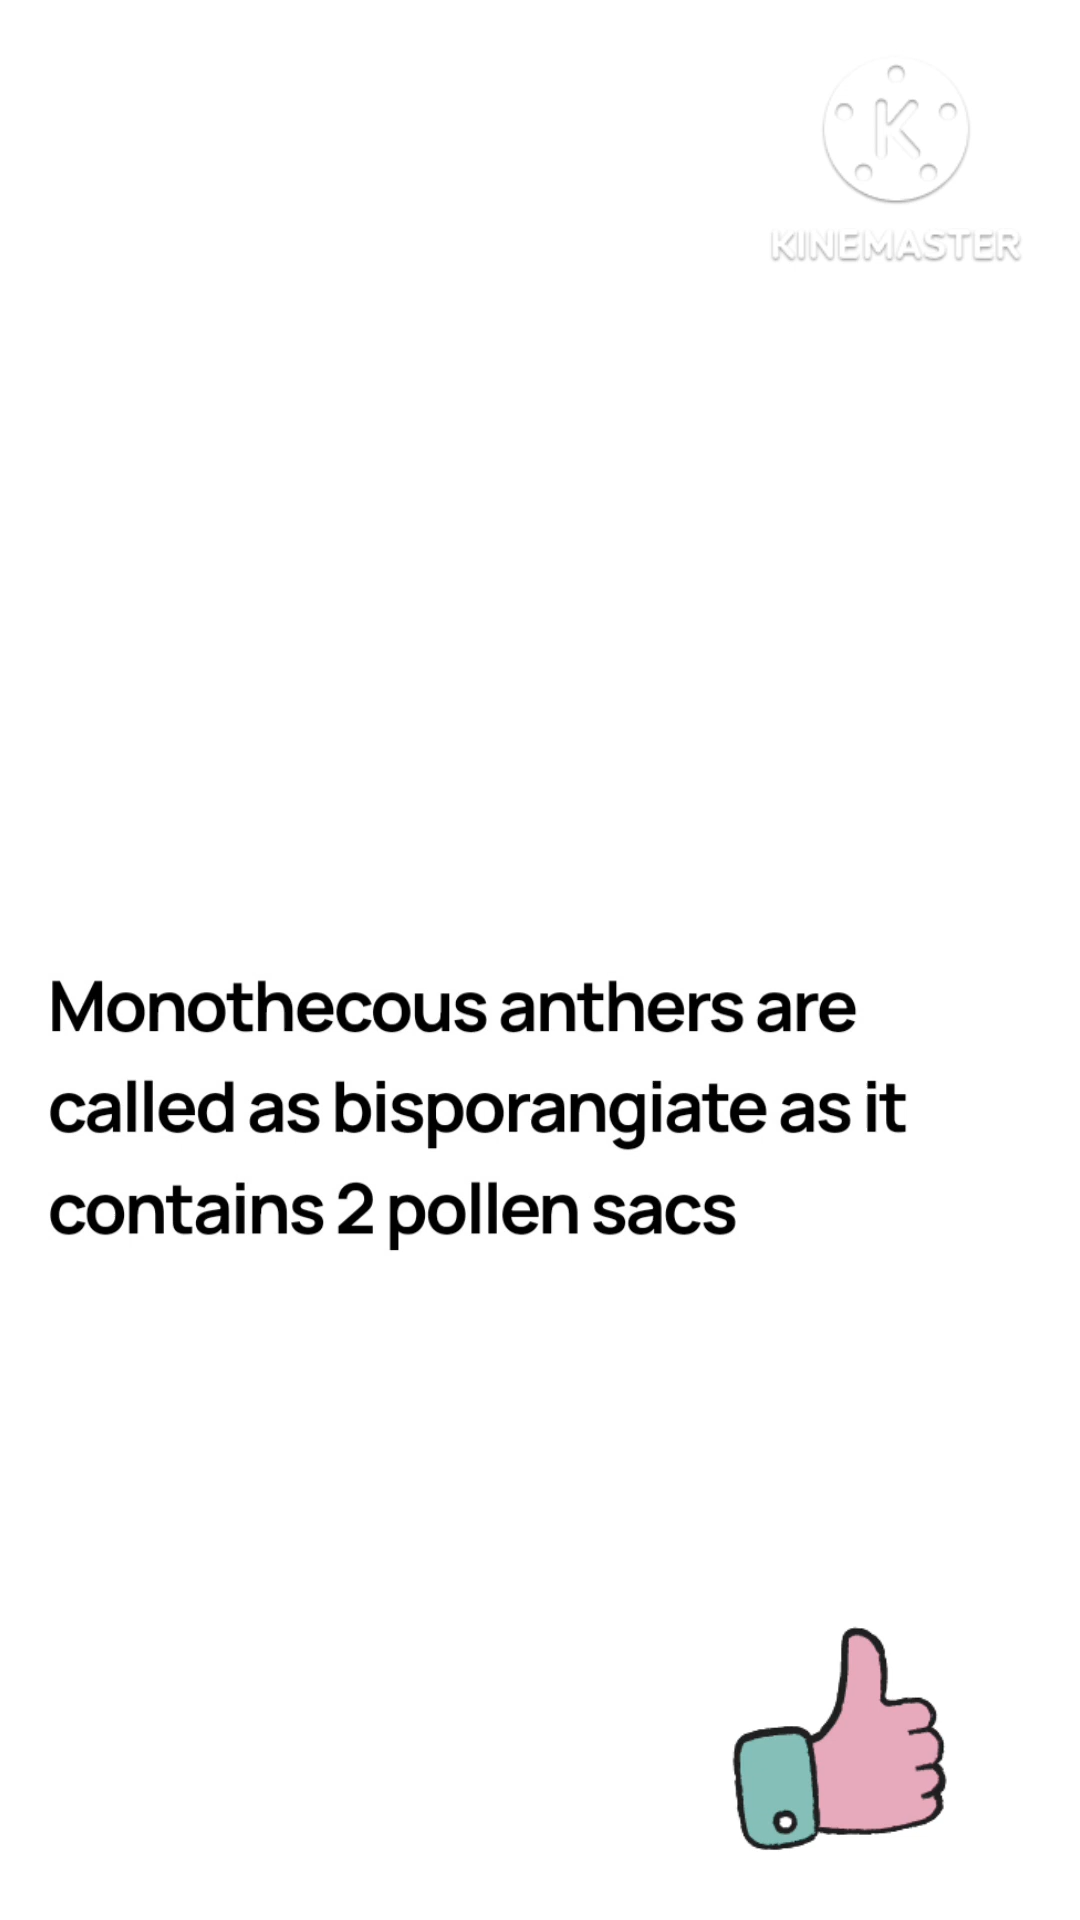 K
KINEMASTER
Monothecous anthers are
called as bisporangiate as it
contains 2 pollen sacs